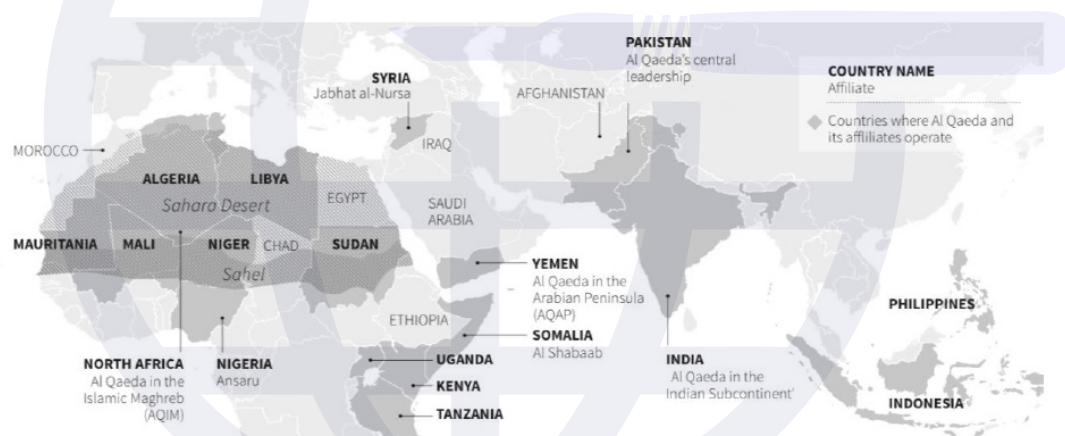 PAKISTAN
Al Qaeda's central
leadership
SYRIA
Jabhat al-Nursa
AFGHANISTAN
COUNTRY NAME
Affiliate
Countries where Al Qaeda and
its affliliates operate
MOROCCO
IRAQ
ALGERIA
LIBYA
EGYPT
SAUDI
ARABIA
Sahara Desert
MAURITANIA
MALI
NIGER
CHAD
SUDAN
Sahel
YEMEN
Al Qaeda in the
Arabian Peninsula
(AQAP)
ETHIOPIA
SOMALIA
Al Shabaab
PHILIPPINES
NORTH AFRICA
Al Qaeda in the
Islamic Maghreb
(AQIM)
NIGERIA
Ansaru
UGANDA
KENYA
TANZANIA
INDIA
Al Qaeda in the
Indian Subcontinent'
INDONESIA